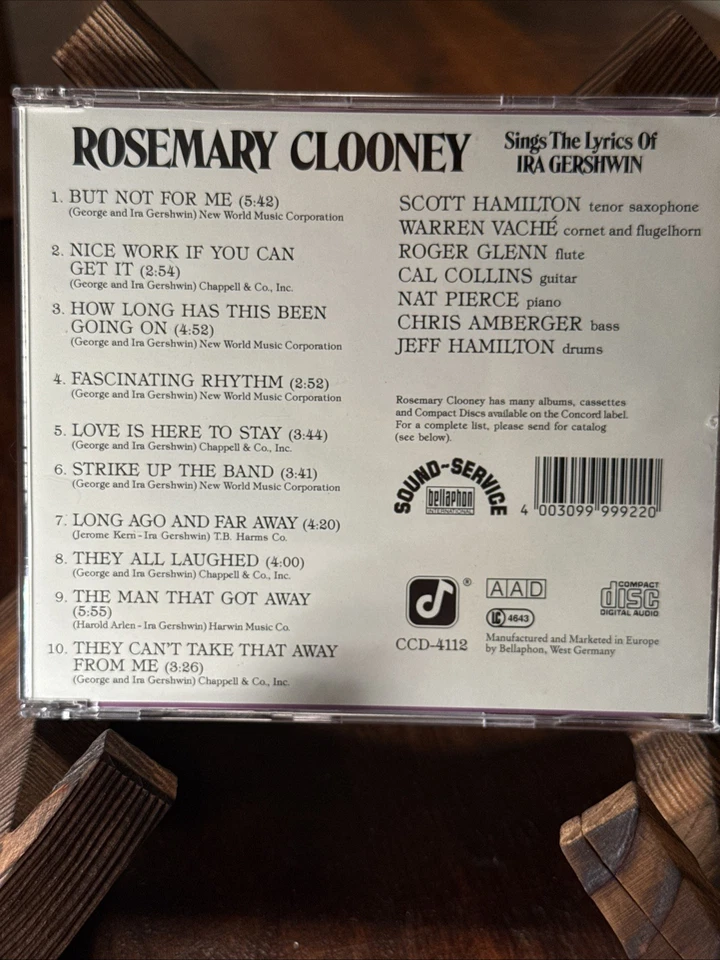 ROSEMARY CLOONEY
Sings The Lyrics Of
IRA GERSHWIN
1. BUT NOT FOR ME (5:42)
(George and Ira Gershwin) New World Music Corporation
2. NICE WORK IF YOU CAN
GET IT (2:54)
(George and Ira Gershwin) Chappell & Co., Inc.
3. HOW LONG HAS THIS BEEN
GOING ON (4:52)
(George and Ira Gershwin) New World Music Corporation
4. FASCINATING RHYTHM (2:52)
(George and Ira Gershwin) New World Music Corporation
5. LOVE IS HERE TO STAY (3:44)
(George and Ira Gershwin) Chappell & Co., Inc.
6. STRIKE UP THE BAND (3:41)
(George and Ira Gershwin) New World Music Corporation
7. LONG AGO AND FAR AWAY (4:20)
(Jerome Kern - Ira Gershwin) T.B. Harms Co.
8. THEY ALL LAUGHED (4:00)
(George and Ira Gershwin) Chappell & Co., Inc.
9. THE MAN THAT GOT AWAY
(5:55)
(Harold Arlen - Ira Gershwin) Harwin Music Co.
10. THEY CAN'T TAKE THAT AWAY
FROM ME (3:26)
(George and Ira Gershwin) Chappell & Co., Inc.
SCOTT HAMILTON tenor saxophone
WARREN VACHÉ cornet and flugelhorn
ROGER GLENN flute
CAL COLLINS guitar
NAT PIERCE piano
CHRIS AMBERGER bass
JEFF HAMILTON drums
Rosemary Clooney has many albums, cassettes
and Compact Discs available on the Concord label.
For a complete list, please send for catalog
(see below).
SOUND-SERVICE
bellaphon
4 003099 999220
®
CCD-4112
AAD
LC 4643
COMPACT
disc
DIGITAL AUDIO
Manufactured and Marketed in Europe
by Bellaphon, West Germany